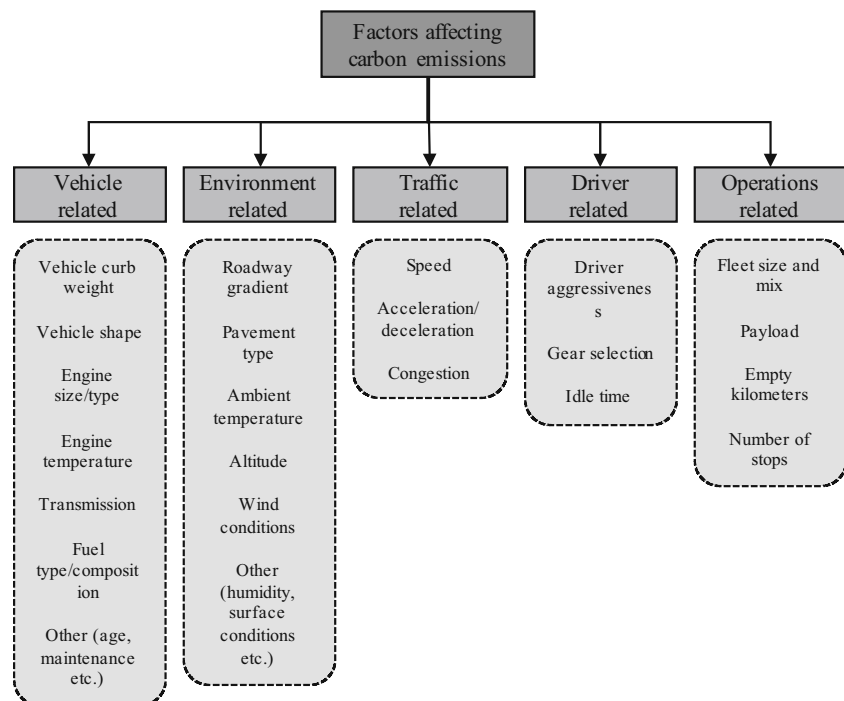 Factors affecting
carbon emissions
Vehicle
related
Environment
related
Traffic
related
Driver
related
Operations
related
Vehicle curb
weight
Vehicle shape
Engine
size/type
Engine
temperature
Transmission
Fuel
type/composit
ion
Other (age,
maintenance
etc.)
Roadway
gradient
Pavement
type
Ambient
temperature
Altitude
Wind
conditions
Other
(humidity,
surface
conditions
etc.)
Speed
Acceleration/
deceleration
Congestion
Driver
aggressivenes
s
Gear selection
Idle time
Fleet size and
mix
Payload
Empty
kilometers
Number of
stops